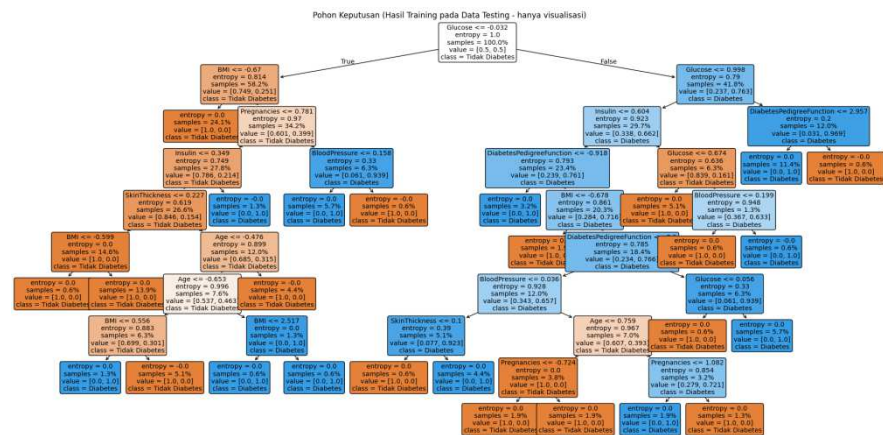 Pohon Keputusan (Hasil Training pada Data Testing - hanya visualisasi)
Glucose <= -0.032
entropy = 1.0
samples = 100.0%
value = [0.5, 0.5]
class = Tidak Diabetes
True
False
BMI <= -0.67
entropy = 0.814
samples = 58.2%
value = [0.749, 0.251]
class = Tidak Diabetes
Glucose <= 0.998
entropy = 0.79
samples = 41.8%
value = [0.237, 0.763]
class = Diabetes
entropy = 0.0
samples = 24.1%
value = [1.0, 0.0]
class = Tidak Diabetes
Pregnancies <= 0.781
entropy = 0.97
samples = 34.2%
value = [0.601, 0.399]
class = Tidak Diabetes
Insulin <= 0.604
entropy = 0.923
samples = 29.7%
value = [0.338, 0.662]
class = Diabetes
DiabetesPedigreeFunction <= 2.957
entropy = 0.2
samples = 12.0%
value = [0.031, 0.969]
class = Diabetes
Insulin <= 0.349
entropy = 0.749
samples = 27.8%
value = [0.786, 0.214]
class = Tidak Diabetes
BloodPressure <= 0.158
entropy = 0.33
samples = 6.3%
value = [0.061, 0.939]
class = Diabetes
DiabetesPedigreeFunction <= -0.918
entropy = 0.793
samples = 23.4%
value = [0.239, 0.761]
class = Diabetes
Glucose <= 0.674
entropy = 0.636
samples = 6.3%
value = [0.839, 0.161]
class = Tidak Diabetes
entropy = 0.0
samples = 11.4%
value = [0.0, 1.0]
class = Diabetes
entropy = -0.0
samples = 0.6%
value = [1.0, 0.0]
class = Tidak Diabetes
SkinThickness <= 0.227
entropy = 0.619
samples = 26.6%
value = [0.846, 0.154]
class = Tidak Diabetes
entropy = -0.0
samples = 1.3%
value = [0.0, 1.0]
class = Diabetes
entropy = 0.0
samples = 5.7%
value = [0.0, 1.0]
class = Diabetes
entropy = -0.0
samples = 0.6%
value = [1.0, 0.0]
class = Tidak Diabetes
entropy = 0.0
samples = 3.2%
value = [0.0, 1.0]
class = Diabetes
BMI <= -0.678
entropy = 0.861
samples = 20.3%
value = [0.284, 0.716
class = Diabetes
entropy = 0.0
samples = 5.1%
value = [1.0, 0.0]
class = Tidak Diabetes
BloodPressure <= 0.199
entropy = 0.948
samples = 1.3%
value = [0.367, 0.633]
class = Diabetes
BMI <= -0.599
entropy = 0.0
samples = 14.6%
value = [1.0, 0.0]
class = Tidak Diabetes
Age <= -0.476
entropy = 0.899
samples = 12.0%
value = [0.685, 0.315]
class = Tidak Diabetes
DiabetesPedigreeFunction <=
entropy = 0.785
samples = 18.4%
value = [0.234, 0.766]
class = Diabetes
entropy = 0.0
samples = 0.6%
value = [1.0, 0.0]
class = Tidak Diabetes
entropy = -0.0
samples = 0.6%
value = [0.0, 1.0]
class = Diabetes
entropy = 0.0
samples = 0.6%
value = [1.0, 0.0]
class = Tidak Diabetes
entropy = 0.0
samples = 13.9%
value = [1.0, 0.0]
class = Tidak Diabetes
Age <= -0.653
entropy = 0.996
samples = 7.6%
value = [0.537, 0.463
class = Tidak Diabetes
entropy = -0.0
samples = 4.4%
value = [1.0, 0.0]
class = Tidak Diabetes
BloodPressure <= 0.036
entropy = 0.928
samples = 12.0%
value = [0.343, 0.657]
class = Diabetes
Glucose <= 0.056
entropy = 0.33
samples = 6.3%
value = [0.061, 0.939]
class = Diabetes
BMI <= 0.556
entropy = 0.883
samples = 6.3%
value = [0.699, 0.301]
class = Tidak Diabetes
BMI <= 2.517
entropy = 0.0
samples = 1.3%
value = [0.0, 1.0]
class = Diabetes
SkinThickness <= 0.1
entropy = 0.39
samples = 5.1%
value = [0.077, 0.923]
class = Diabetes
Age <= 0.759
entropy = 0.967
samples = 7.0%
value = [0.607, 0.393]
class = Tidak Diabetes
entropy = 0.0
samples = 0.6%
value = [1.0, 0.0]
class = Tidak Diabetes
entropy = 0.0
samples = 5.7%
value = [0.0, 1.0]
class = Diabetes
entropy = 0.0
samples = 1.3%
value = [0.0, 1.0]
class = Diabetes
entropy = -0.0
samples = 5.1%
value = [1.0, 0.0]
class = Tidak Diabetes
entropy = 0.0
samples = 0.6%
value = [0.0, 1.0]
class = Diabetes
entropy = 0.0
samples = 0.6%
value = [0.0, 1.0]
class = Diabetes
entropy = 0.0
samples = 0.6%
value = [1.0, 0.0]
class = Tidak Diabetes
entropy = 0.0
samples = 4.4%
value = [0.0, 1.0]
class = Diabetes
Pregnancies <= -0.724
entropy = 0.0
samples = 3.8%
value = [1.0, 0.0]
class = Tidak Diabetes
Pregnancies <= 1.082
entropy = 0.854
samples = 3.2%
value = [0.279, 0.721]
class = Diabetes
entropy = 0.0
samples = 1.9%
value = [1.0, 0.0]
class = Tidak Diabetes
entropy = 0.0
samples = 1.9%
value = [1.0, 0.0]
class = Tidak Diabetes
entropy = 0.0
samples = 1.9%
value = [0.0, 1.0]
class = Diabetes
entropy = 0.0
samples = 1.3%
value = [1.0, 0.0]
class = Tidak Diabetes